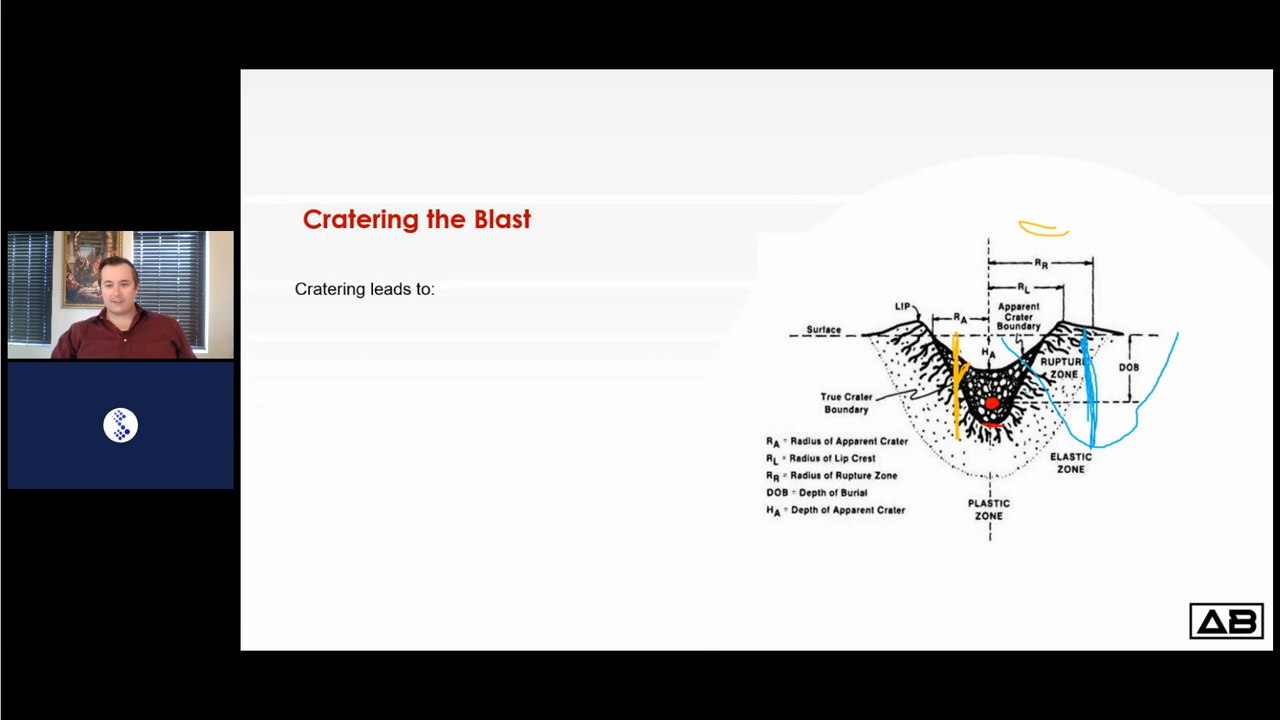 Cratering the Blast
Cratering leads to:
RR
RL
LIP
RA
Apparent
Crater
Boundary
Surface
HA
RUPTURE
ZONE
DOB
True Crater
Boundary
RA = Radius of Apparent Crater
RL = Radius of Lip Crest
RR = Radius of Rupture Zone
DOB = Depth of Burial
HA = Depth of Apparent Crater
ELASTIC
ZONE
PLASTIC
ZONE
AB